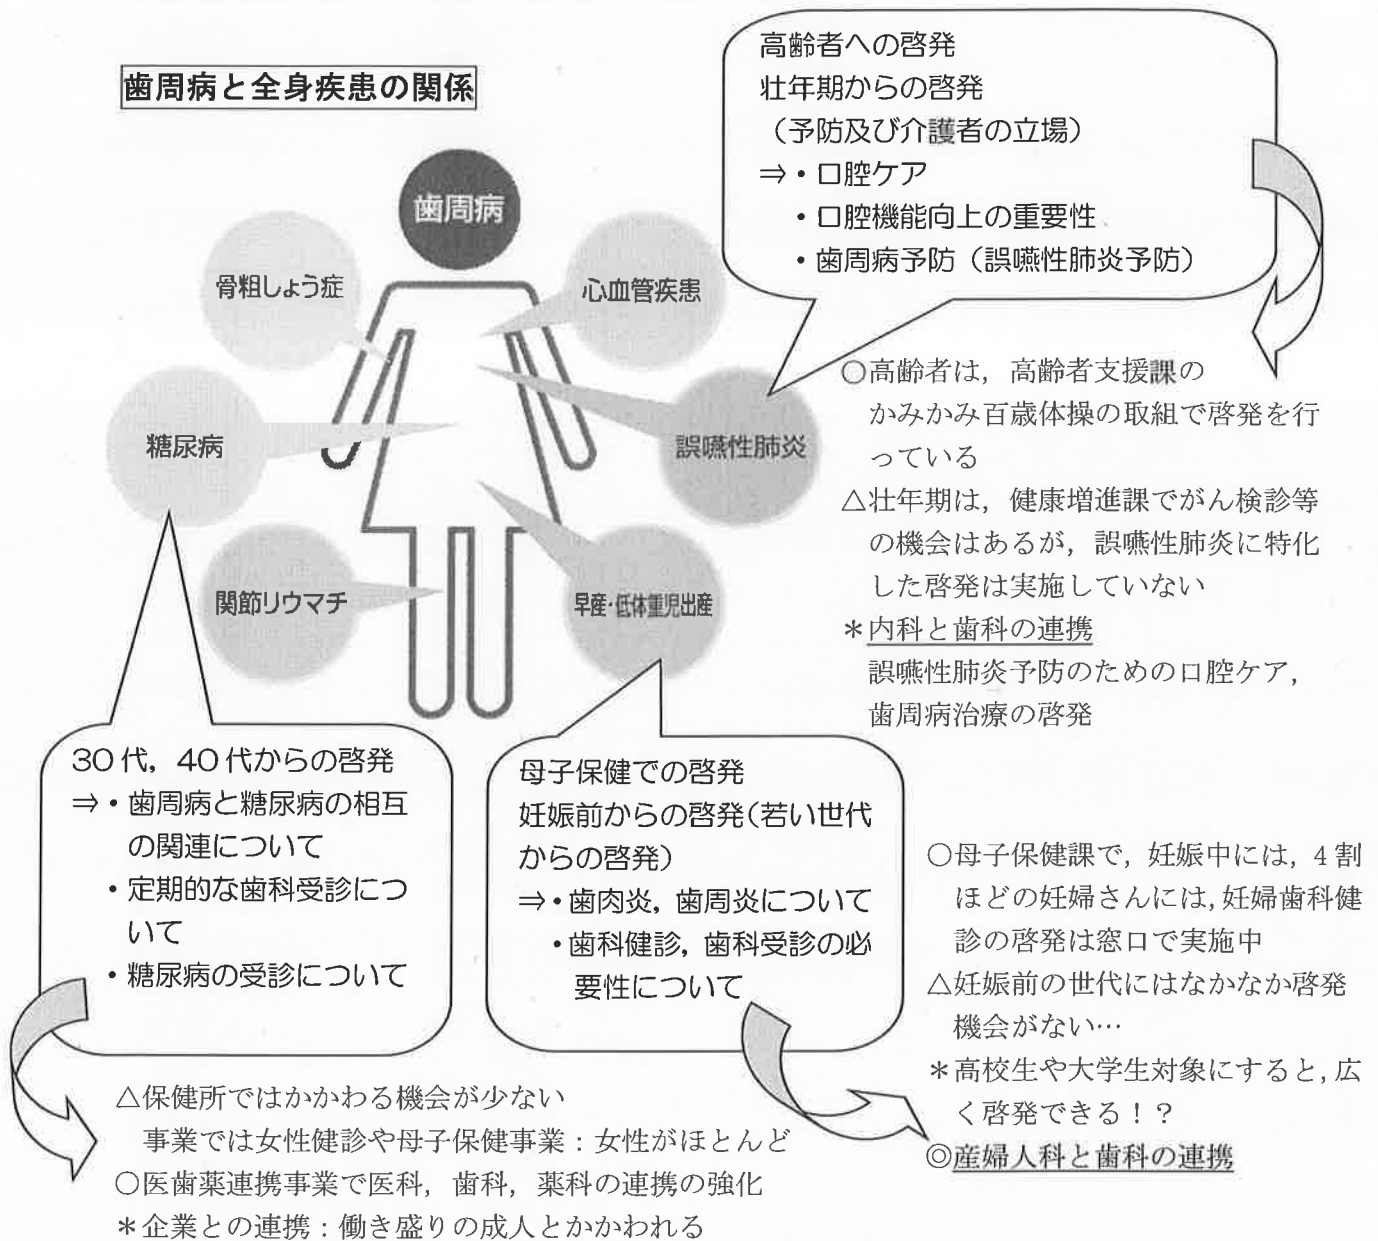 歯周病と全身疾患の関係
高齢者への啓発
壮年期からの啓発
（予防及び介護者の立場）
⇒・口腔ケア
・口腔機能向上の重要性
・歯周病予防（誤嚥性肺炎予防）
歯周病
骨粗しょう症
心血管疾患
糖尿病
誤嚥性肺炎
関節リウマチ
早産・低体重児出産
○高齢者は，高齢者支援課の
かみかみ百歳体操の取組で啓発を行
っている
△壮年期は，健康増進課でがん検診等
の機会はあるが，誤嚥性肺炎に特化
した啓発は実施していない
＊内科と歯科の連携
誤嚥性肺炎予防のための口腔ケア，
歯周病治療の啓発
30代，40代からの啓発
⇒・歯周病と糖尿病の相互
の関連について
・定期的な歯科受診につ
いて
・糖尿病の受診について
母子保健での啓発
妊娠前からの啓発（若い世代
からの啓発）
⇒・歯肉炎，歯周炎について
・歯科健診，歯科受診の必
要性について
○母子保健課で，妊娠中には，4割
ほどの妊婦さんには，妊婦歯科健
診の啓発は窓口で実施中
△妊娠前の世代にはなかなか啓発
機会がない…
＊高校生や大学生対象にすると，広
く啓発できる！？
◎産婦人科と歯科の連携
△保健所ではかかわる機会が少ない
事業では女性健診や母子保健事業：女性がほとんど
○医歯薬連携事業で医科，歯科，薬科の連携の強化
＊企業との連携：働き盛りの成人とかかわれる